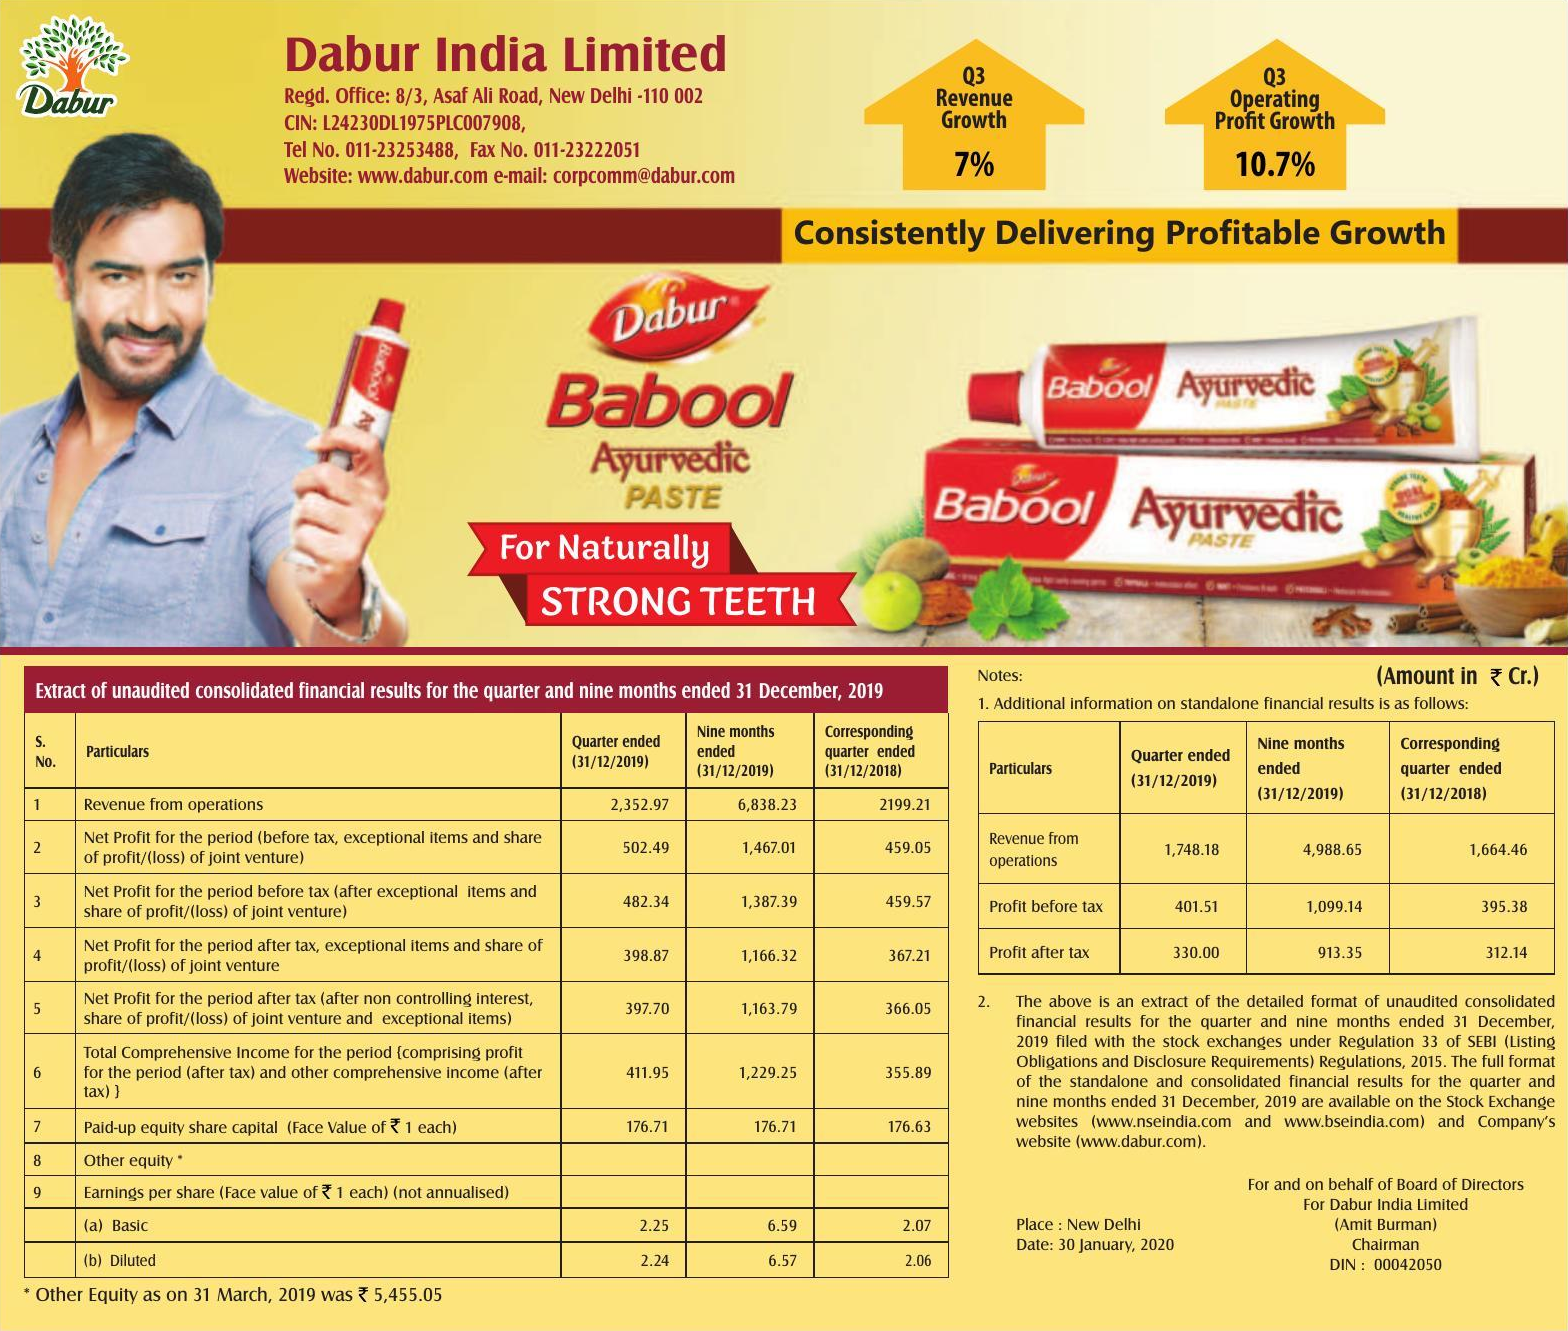 Dabur
Dabur India Limited
Regd. Office: 8/3, Asaf Ali Road, New Delhi -110 002
CIN: L24230DL1975PLC007908,
Tel No. 011-23253488, Fax No. 011-23222051
Website: www.dabur.com e-mail: corpcomm@dabur.com
Q3
Revenue
Growth
7%
Q3
Operating
Profit Growth
10.7%
Consistently Delivering Profitable Growth
Babool
Dabur
Babool
Ayurvedic
PASTE
For Naturally
STRONG TEETH
Babool Ayurvedic
PASTE
Dabur
Babool Ayurvedic
PASTE
Extract of unaudited consolidated financial results for the quarter and nine months ended 31 December, 2019
S. No. Particulars Quarter ended (31/12/2019) Nine months ended (31/12/2019) Corresponding quarter ended (31/12/2018)
1 Revenue from operations 2,352.97 6,838.23 2199.21
2 Net Profit for the period (before tax, exceptional items and share
of profit/(loss) of joint venture) 502.49 1,467.01 459.05
3 Net Profit for the period before tax (after exceptional items and
share of profit/(loss) of joint venture) 482.34 1,387.39 459.57
4 Net Profit for the period after tax, exceptional items and share of
profit/(loss) of joint venture 398.87 1,166.32 367.21
5 Net Profit for the period after tax (after non controlling interest,
share of profit/(loss) of joint venture and exceptional items) 397.70 1,163.79 366.05
6 Total Comprehensive Income for the period {comprising profit
for the period (after tax) and other comprehensive income (after
tax) } 411.95 1,229.25 355.89
7 Paid-up equity share capital (Face Value of ₹ 1 each) 176.71 176.71 176.63
8 Other equity *
9 Earnings per share (Face value of ₹ 1 each) (not annualised)
(a) Basic 2.25 6.59 2.07
(b) Diluted 2.24 6.57 2.06
* Other Equity as on 31 March, 2019 was ₹ 5,455.05
Notes: (Amount in ₹ Cr.)
1. Additional information on standalone financial results is as follows:
Particulars Quarter ended (31/12/2019) Nine months ended (31/12/2019) Corresponding quarter ended (31/12/2018)
Revenue from
operations 1,748.18 4,988.65 1,664.46
Profit before tax 401.51 1,099.14 395.38
Profit after tax 330.00 913.35 312.14
2. The above is an extract of the detailed format of unaudited consolidated
financial results for the quarter and nine months ended 31 December,
2019 filed with the stock exchanges under Regulation 33 of SEBI (Listing
Obligations and Disclosure Requirements) Regulations, 2015. The full format
of the standalone and consolidated financial results for the quarter and
nine months ended 31 December, 2019 are available on the Stock Exchange
websites (www.nseindia.com and www.bseindia.com) and Company's
website (www.dabur.com).
For and on behalf of Board of Directors
For Dabur India Limited
Place : New Delhi (Amit Burman)
Date: 30 January, 2020 Chairman
DIN : 00042050